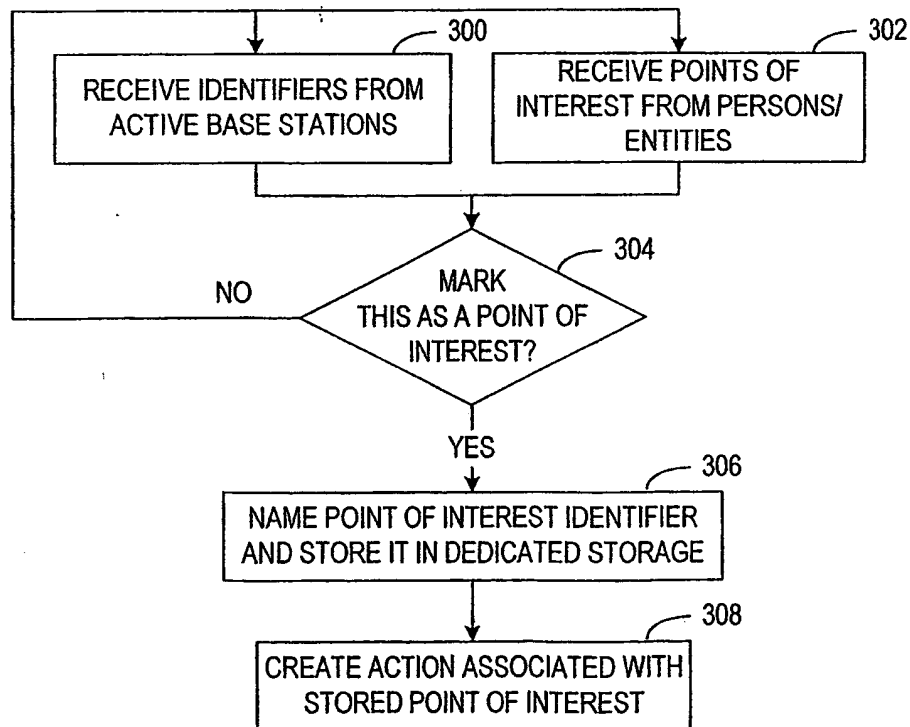 300
RECEIVE IDENTIFIERS FROM
ACTIVE BASE STATIONS
302
RECEIVE POINTS OF
INTEREST FROM PERSONS/
ENTITIES
304
MARK
THIS AS A POINT OF
INTEREST?
NO
YES
306
NAME POINT OF INTEREST IDENTIFIER
AND STORE IT IN DEDICATED STORAGE
308
CREATE ACTION ASSOCIATED WITH
STORED POINT OF INTEREST